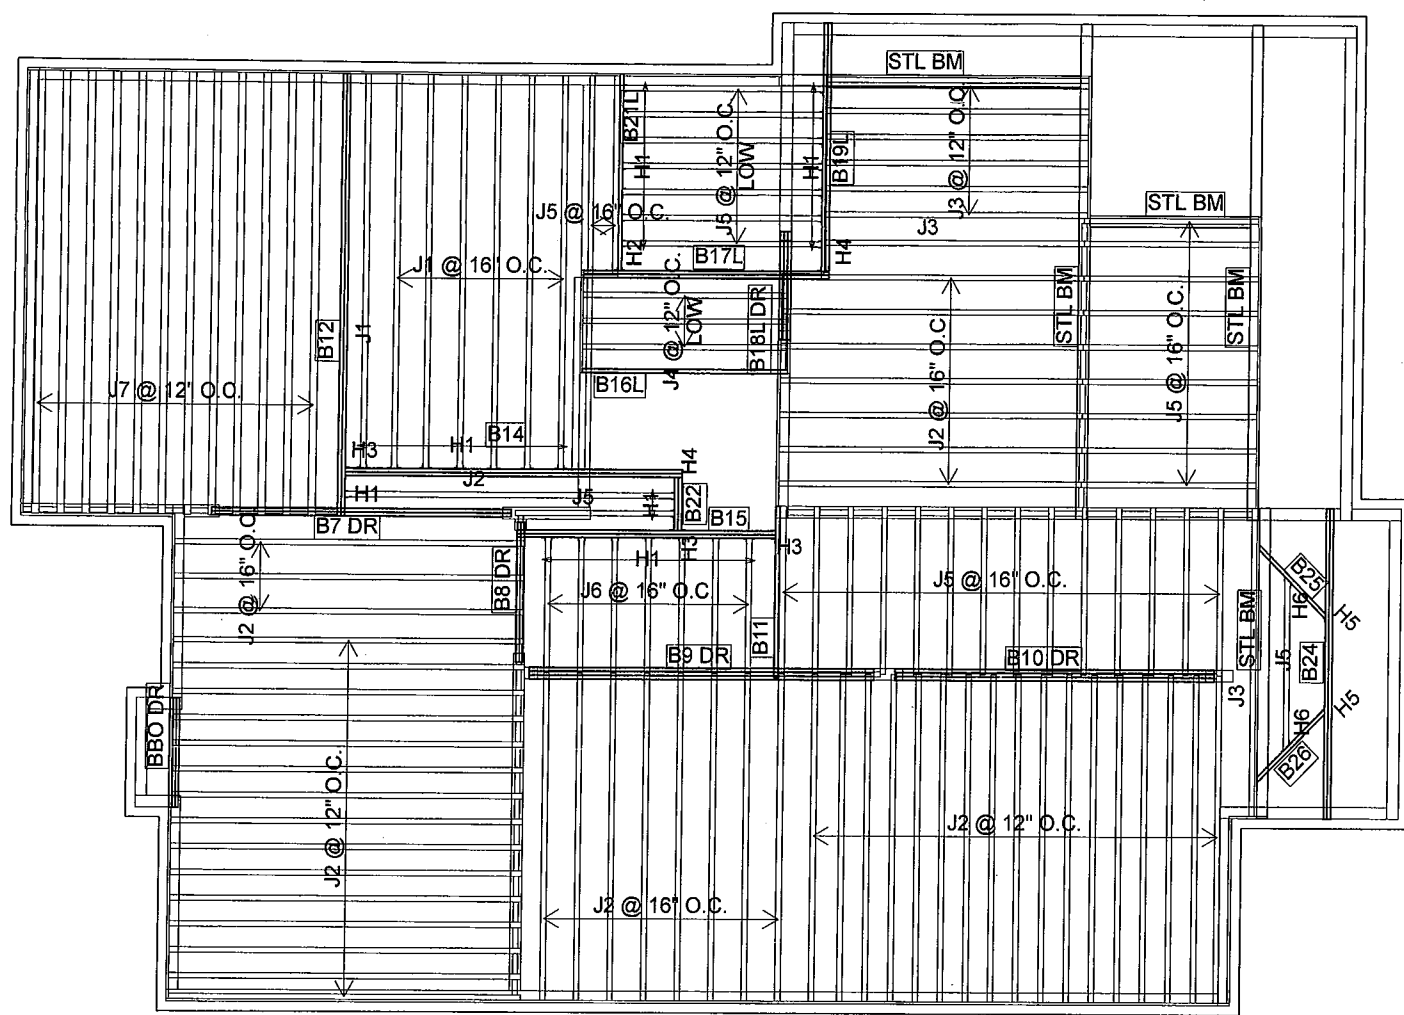 STL BM
B21L
H1
J5 @ 12" O.C.
LOW
H1
B19L
J3 @ 12" O.C.
STL BM
J5 @ 16" O.C.
J3
H2
B17L
H4
J1 @ 16" O.C.
J1
B12
J4 @ 12" O.C.
LOW
B18L DR
STL BM
STL BM
J2 @ 16" O.C
J5 @ 16" O.C.
J7 @ 12' O.C.
B16L
H3
H1
B14
J2
H4
H1
J5
H1
B22
B7 DR
B15
J2 @ 16" O.C
B8 DR
H1
H3
H3
J6 @ 16" O.C.
J5 @ 16" O.C.
B25
H6
H5
B11
STL BM
J5
B24
B9 DR
B10 DR
J3
BBO DR
H6
H5
B26
J2 @ 12" O.C.
J2 @ 12" O.C.
J2 @ 16" O.C.